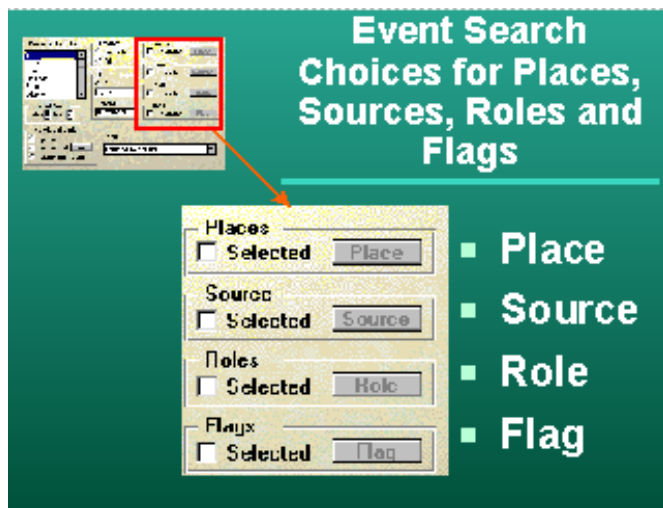 Event Search
Choices for Places,
Sources, Roles and
Flags
Places
Selected Place
Source
Selected Source
Roles
Selected Role
Flags
Selected Flag
Place
Source
Role
Flag